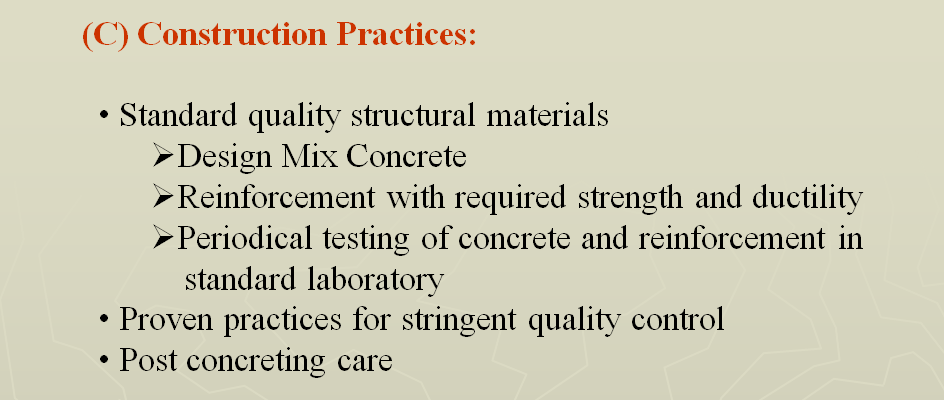 (C) Construction Practices:
• Standard quality structural materials
➢Design Mix Concrete
➢Reinforcement with required strength and ductility
➢Periodical testing of concrete and reinforcement in
standard laboratory
• Proven practices for stringent quality control
• Post concreting care